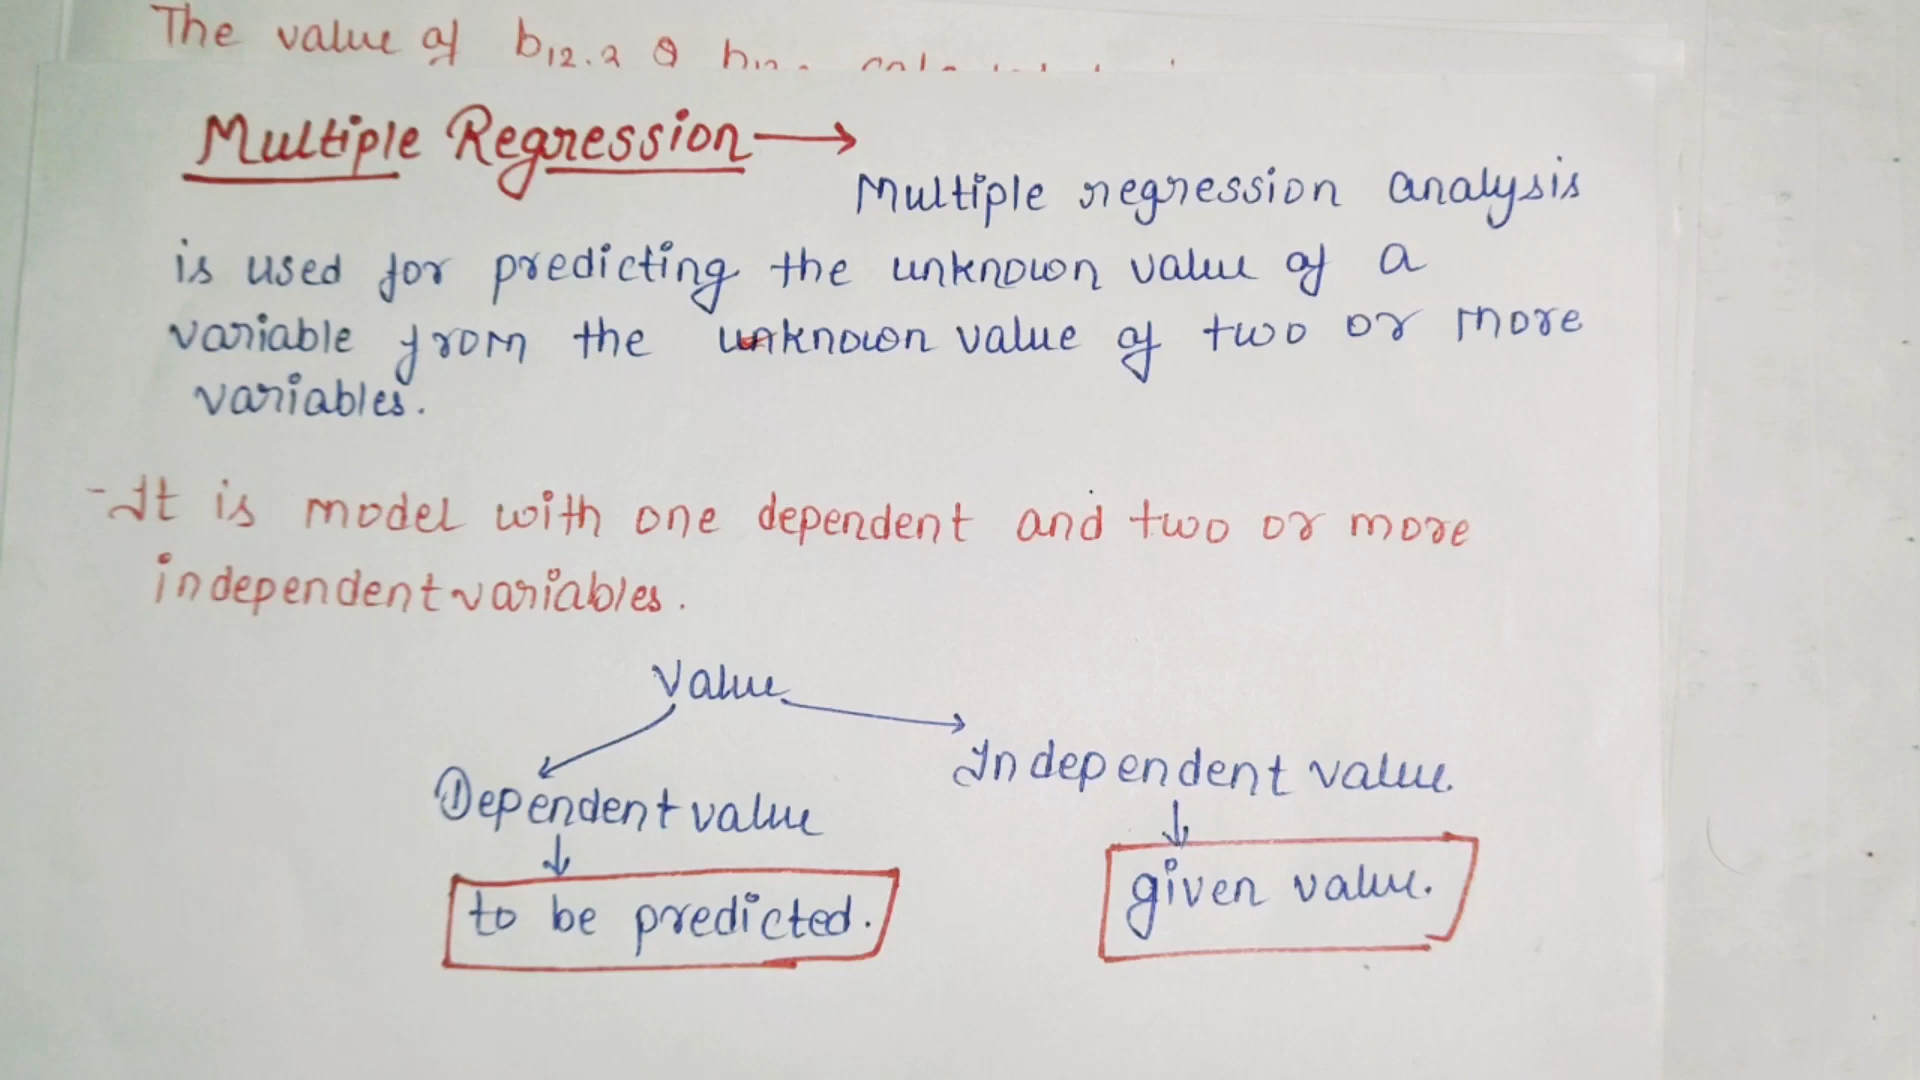 The value of b12.3 &
Multiple Regression →
Multiple regression analysis
is used for predicting the unknown value of a
variable from the unknown value of two or more
variables.
- It is model with one dependent and two or more
independent variables.
Value
Independent value.
Dependent value
given value.
to be predicted.